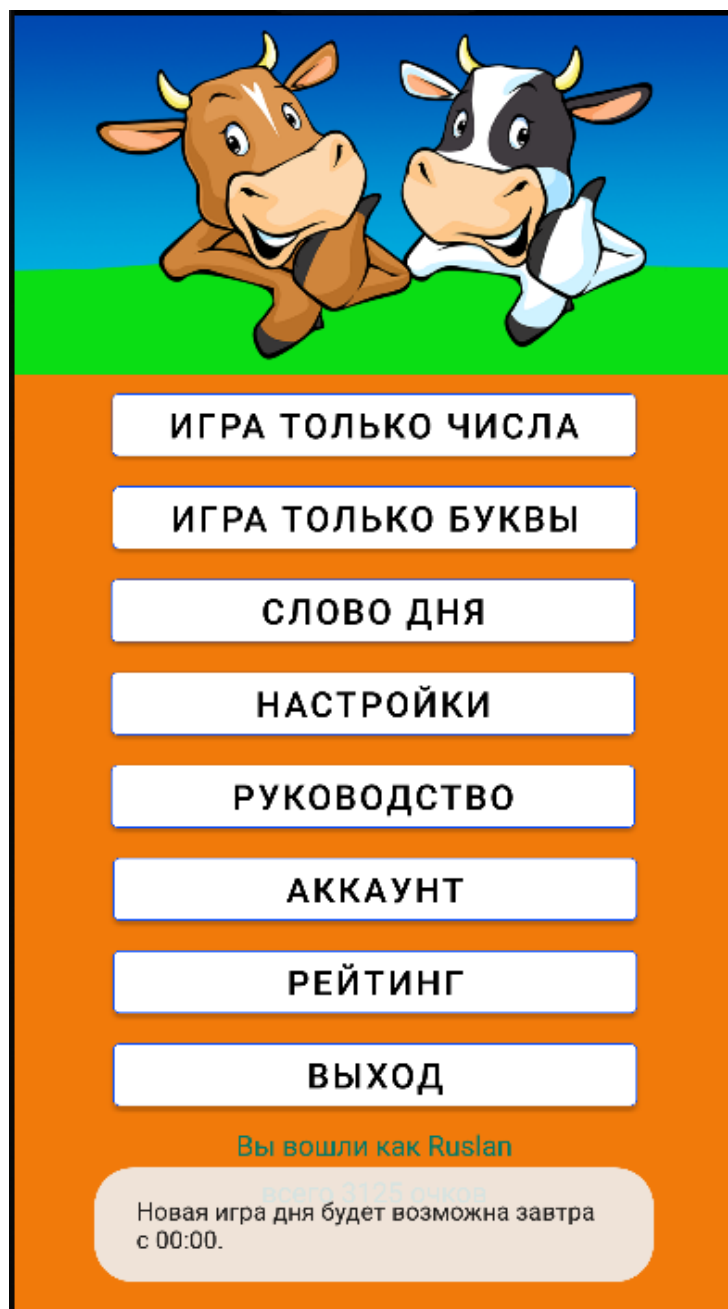 ИГРА ТОЛЬКО ЧИСЛА
ИГРА ТОЛЬКО БУКВЫ
СЛОВО ДНЯ
НАСТРОЙКИ
РУКОВОДСТВО
АККАУНТ
РЕЙТИНГ
ВЫХОД
Вы вошли как Ruslan
всего 3125 очков
Новая игра дня будет возможна завтра
с 00:00.